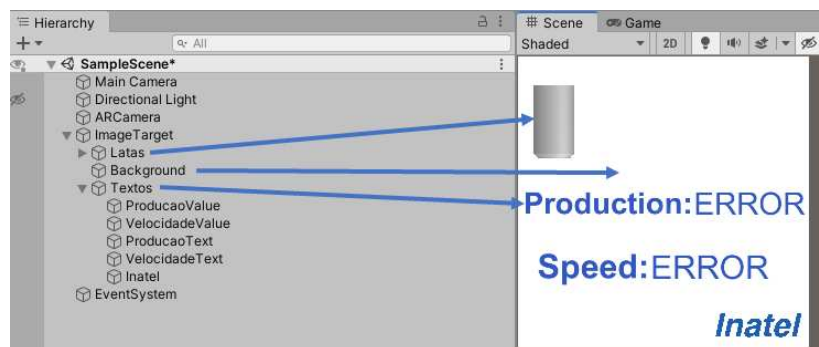 Hierarchy
All
SampleScene*
Main Camera
Directional Light
ARCamera
ImageTarget
Latas
Background
Textos
ProducaoValue
VelocidadeValue
ProducaoText
VelocidadeText
Inatel
EventSystem
Scene
Game
Shaded
2D
Production:ERROR
Speed:ERROR
Inatel